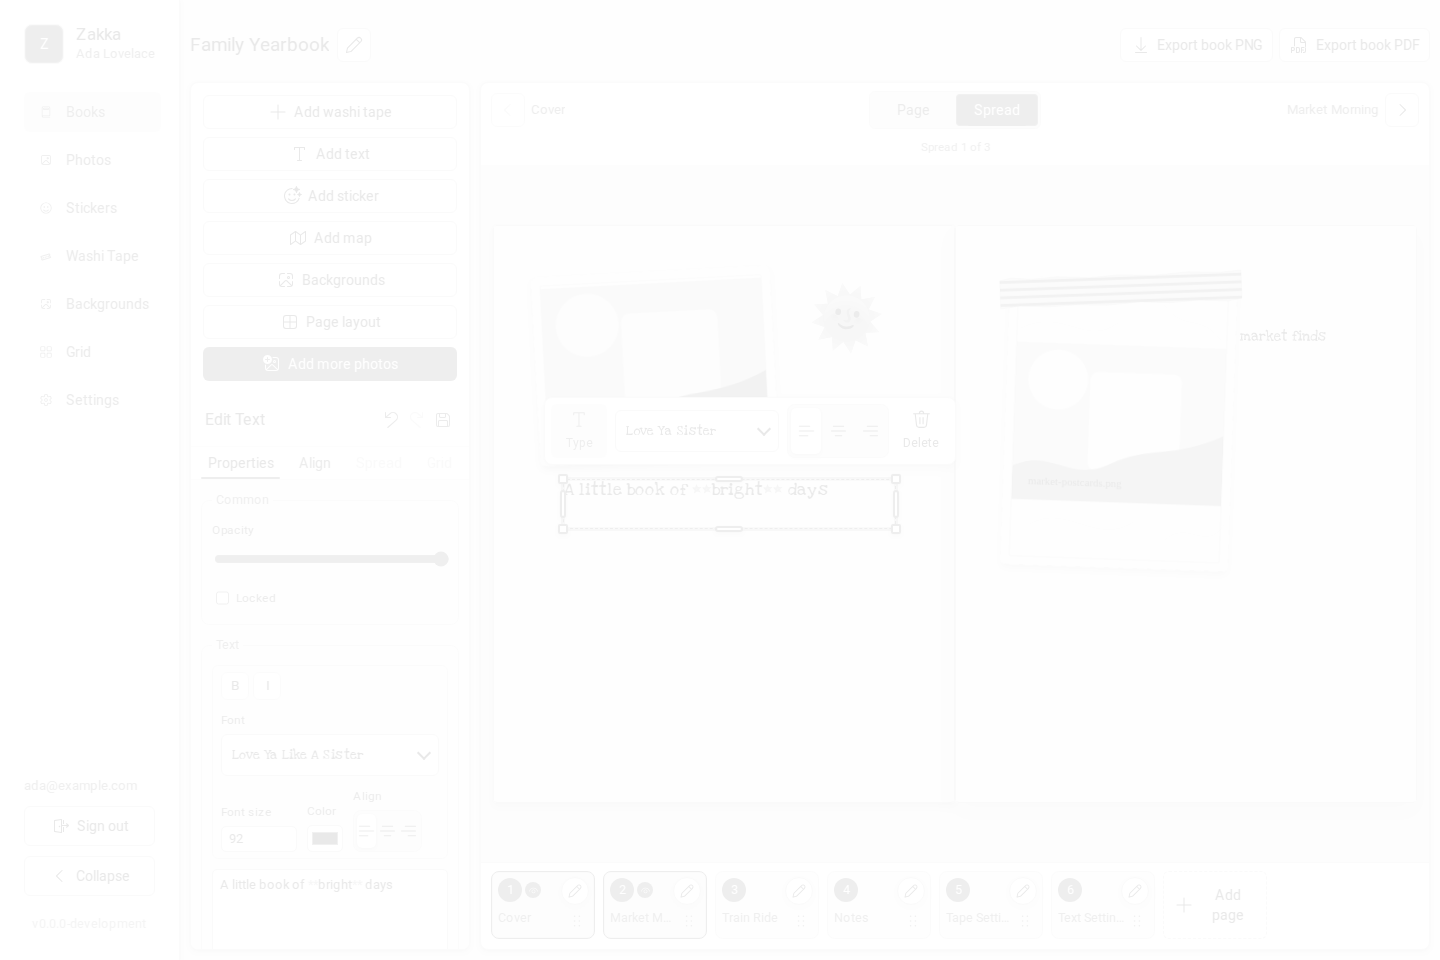 Z
Zakka
Ada Lovelace
Books
Photos
Stickers
Washi Tape
Backgrounds
Grid
Settings
ada@example.com
Sign out
Collapse
v0.0.0-development
Family Yearbook
Export book PNG
Export book PDF
Add washi tape
Add text
Add sticker
Add map
Backgrounds
Page layout
Add more photos
Edit Text
Properties
Align
Spread
Grid
Common
Opacity
Locked
Text
B
I
Font
Love Ya Like A Sister
Font size
Color
Align
92
A little book of **bright** days
Cover
Page
Spread
Market Morning
Spread 1 of 3
Type
Love Ya Sister
Delete
A little book of **bright** days
market finds
market-postcards.png
1
Cover
2
Market M...
3
Train Ride
4
Notes
5
Tape Setti...
6
Text Settin...
Add
page